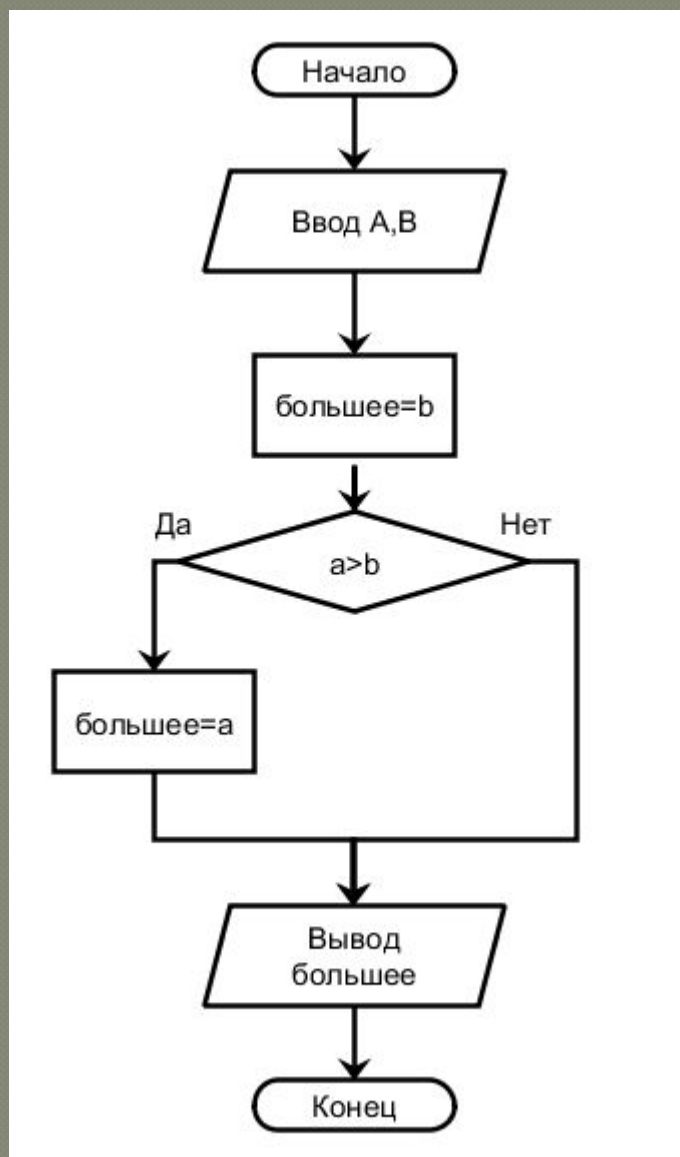 Начало
Ввод A,B
большее=b
Да
Нет
a>b
большее=a
Вывод
большее
Конец